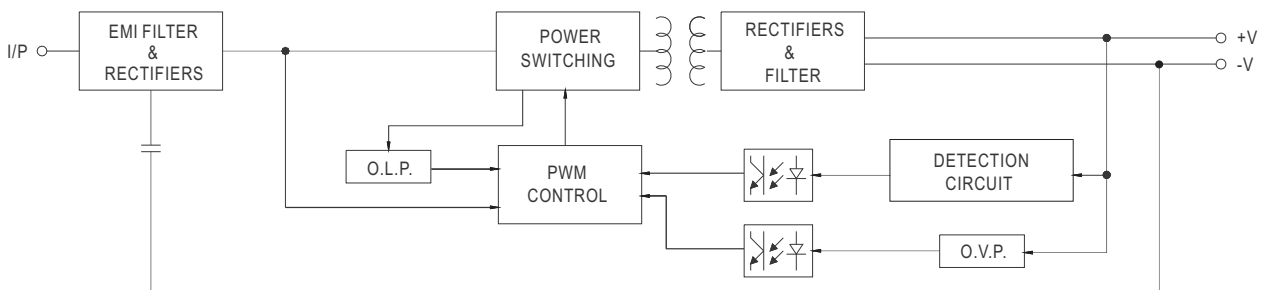 I/P
EMI FILTER
&
RECTIFIERS
POWER
SWITCHING
RECTIFIERS
&
FILTER
+V
-V
O.L.P.
PWM
CONTROL
DETECTION
CIRCUIT
O.V.P.